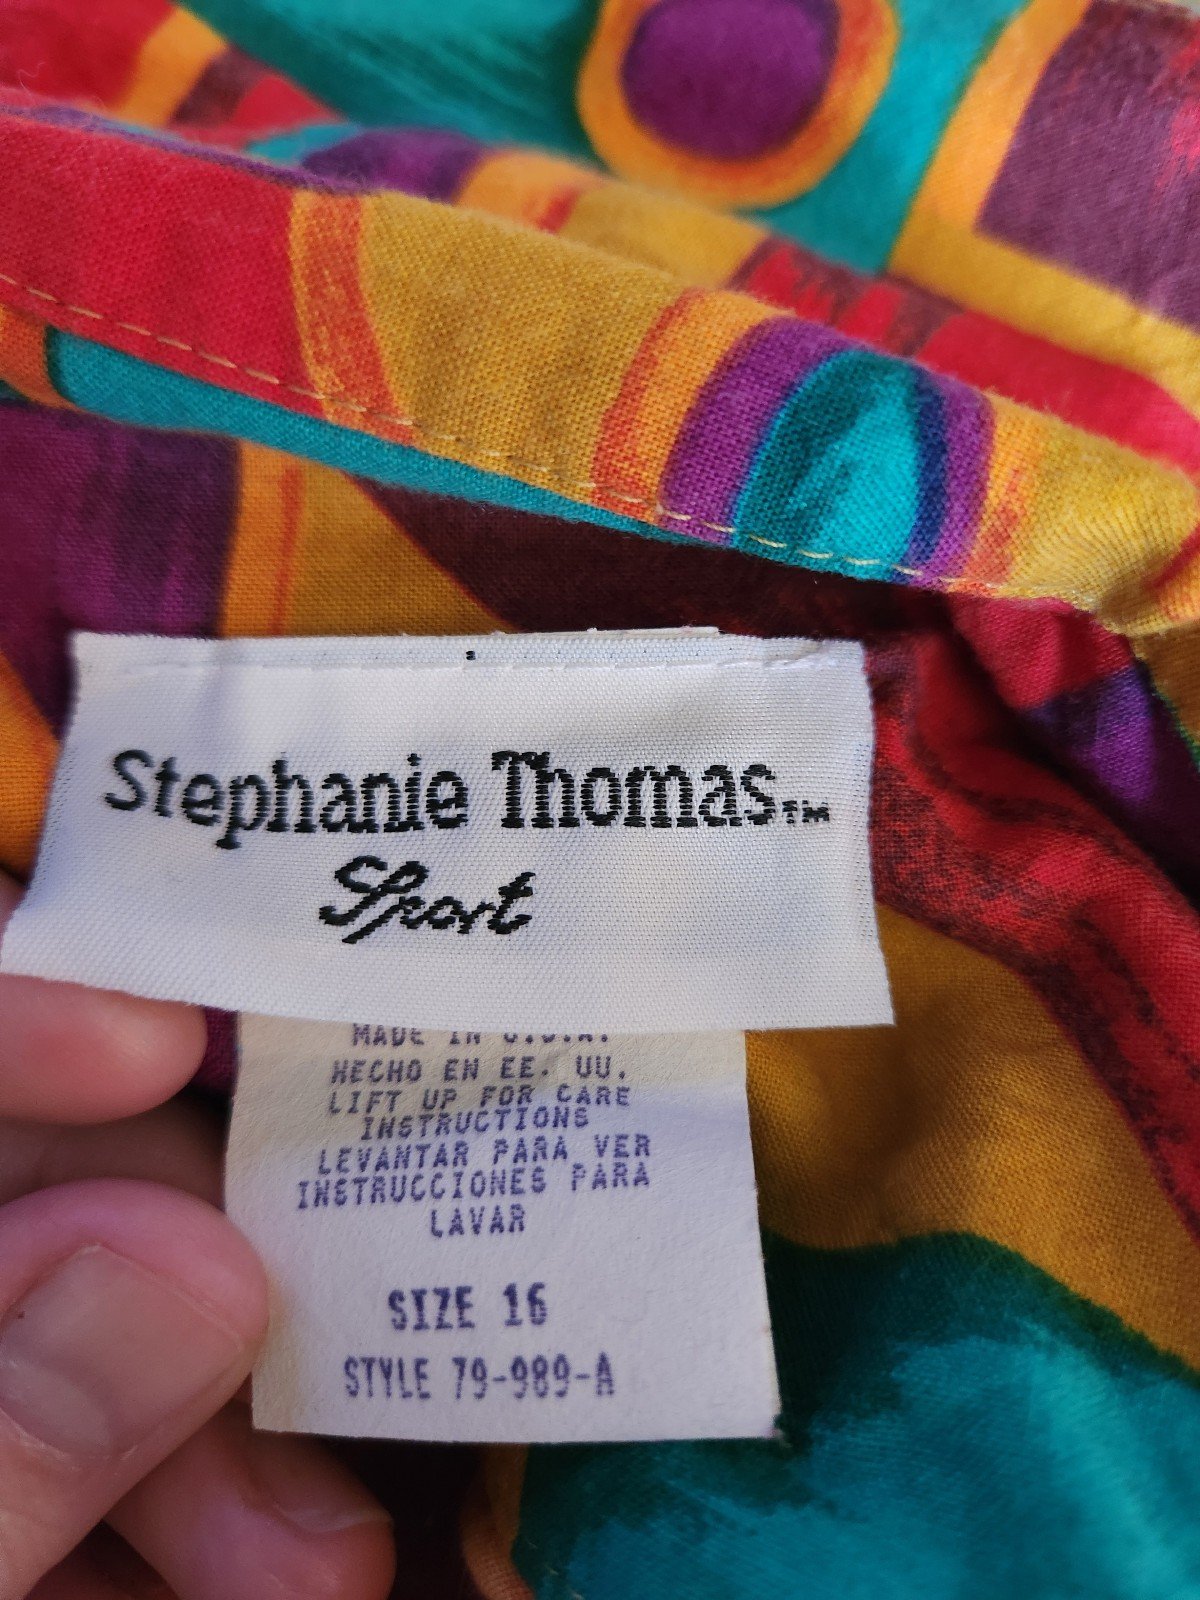 Stephanie Thomas™
Sport
MADE IN U.S.A.
HECHO EN EE. UU.
LIFT UP FOR CARE
INSTRUCTIONS
LEVANTAR PARA VER
INSTRUCCIONES PARA
LAVAR
SIZE 16
STYLE 79-989-A